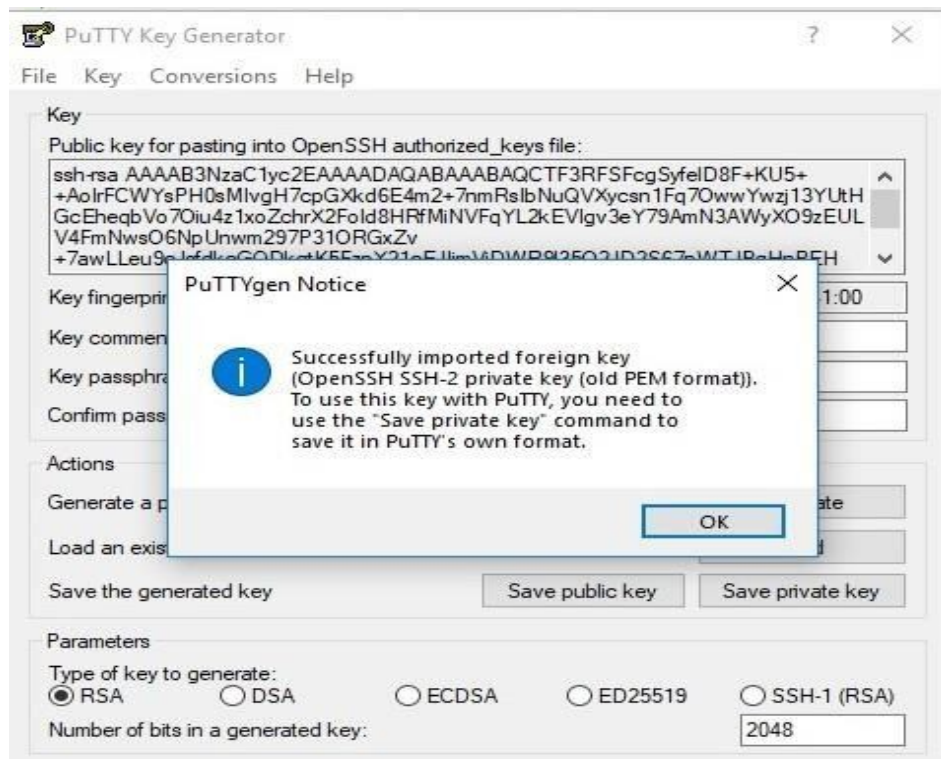 PuTTY Key Generator
File Key Conversions Help
Key
Public key for pasting into OpenSSH authorized_keys file:
ssh-rsa AAAAB3NzaC1yc2EAAAADAQABAAABAQCTF3RFSFcgSyfeID8F+KU5+
+AolrFCWYsPH0sMlvgH7cpGXkd6E4m2+7nmRsIbNuQVXycsn1Fq7OwwYwzj13YUtH
GcEheqbVo7Oiu4z1xoZchrX2FoId8HRfMiNVFqYL2kEVIgv3eY79AmN3AWyXO9zEUL
V4FmNwsO6NpUnwm297P31ORGxZv
PuTTYgen Notice
Key fingerprin
1:00
Key commen
Key passphra
Confirm pass
Successfully imported foreign key
(OpenSSH SSH-2 private key (old PEM format)).
To use this key with PuTTY, you need to
use the "Save private key" command to
save it in PuTTY's own format.
OK
Actions
Generate a p
ate
Load an exis
Save the generated key
Save public key
Save private key
Parameters
Type of key to generate:
RSA DSA ECDSA ED25519 SSH-1 (RSA)
Number of bits in a generated key:
2048